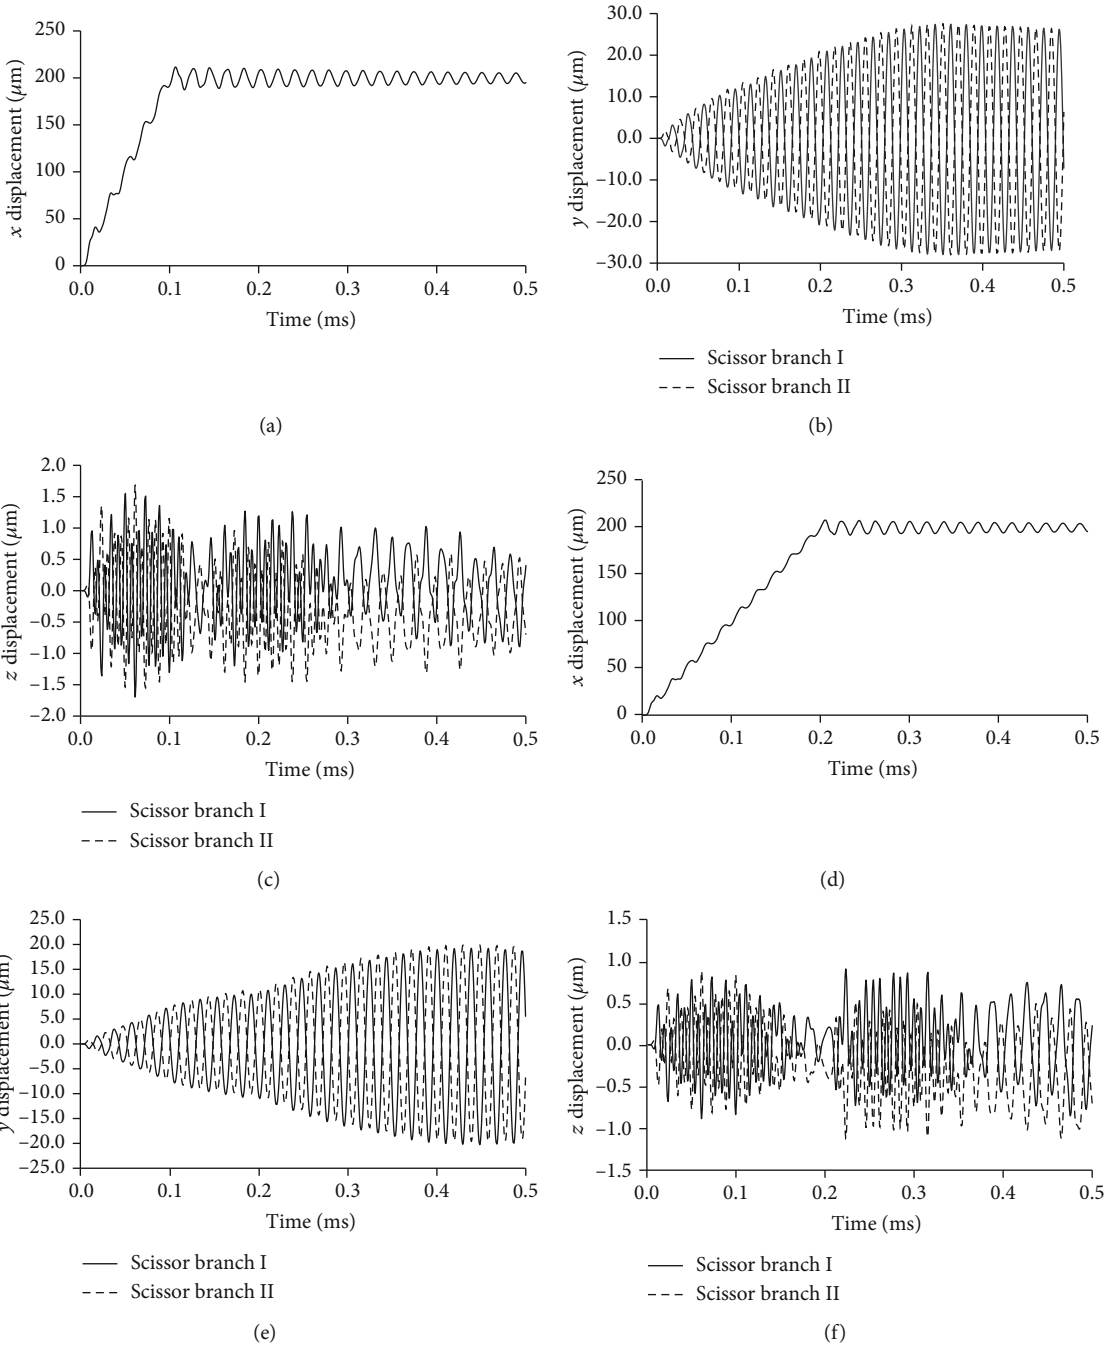 250
200
150
100
50
0
x displacement (μm)
0.0 0.1 0.2 0.3 0.4 0.5
Time (ms)
(a)
30.0
20.0
10.0
0.0
−10.0
−20.0
−30.0
y displacement (μm)
0.0 0.1 0.2 0.3 0.4 0.5
Time (ms)
Scissor branch I
Scissor branch II
(b)
2.0
1.5
1.0
0.5
0.0
−0.5
−1.0
−1.5
−2.0
z displacement (μm)
0.0 0.1 0.2 0.3 0.4 0.5
Time (ms)
Scissor branch I
Scissor branch II
(c)
250
200
150
100
50
0
x displacement (μm)
0.0 0.1 0.2 0.3 0.4 0.5
Time (ms)
(d)
25.0
20.0
15.0
10.0
5.0
0.0
−5.0
−10.0
−15.0
−20.0
−25.0
y displacement (μm)
0.0 0.1 0.2 0.3 0.4 0.5
Time (ms)
Scissor branch I
Scissor branch II
(e)
1.5
1.0
0.5
0.0
−0.5
−1.0
−1.5
z displacement (μm)
0.0 0.1 0.2 0.3 0.4 0.5
Time (ms)
Scissor branch I
Scissor branch II
(f)